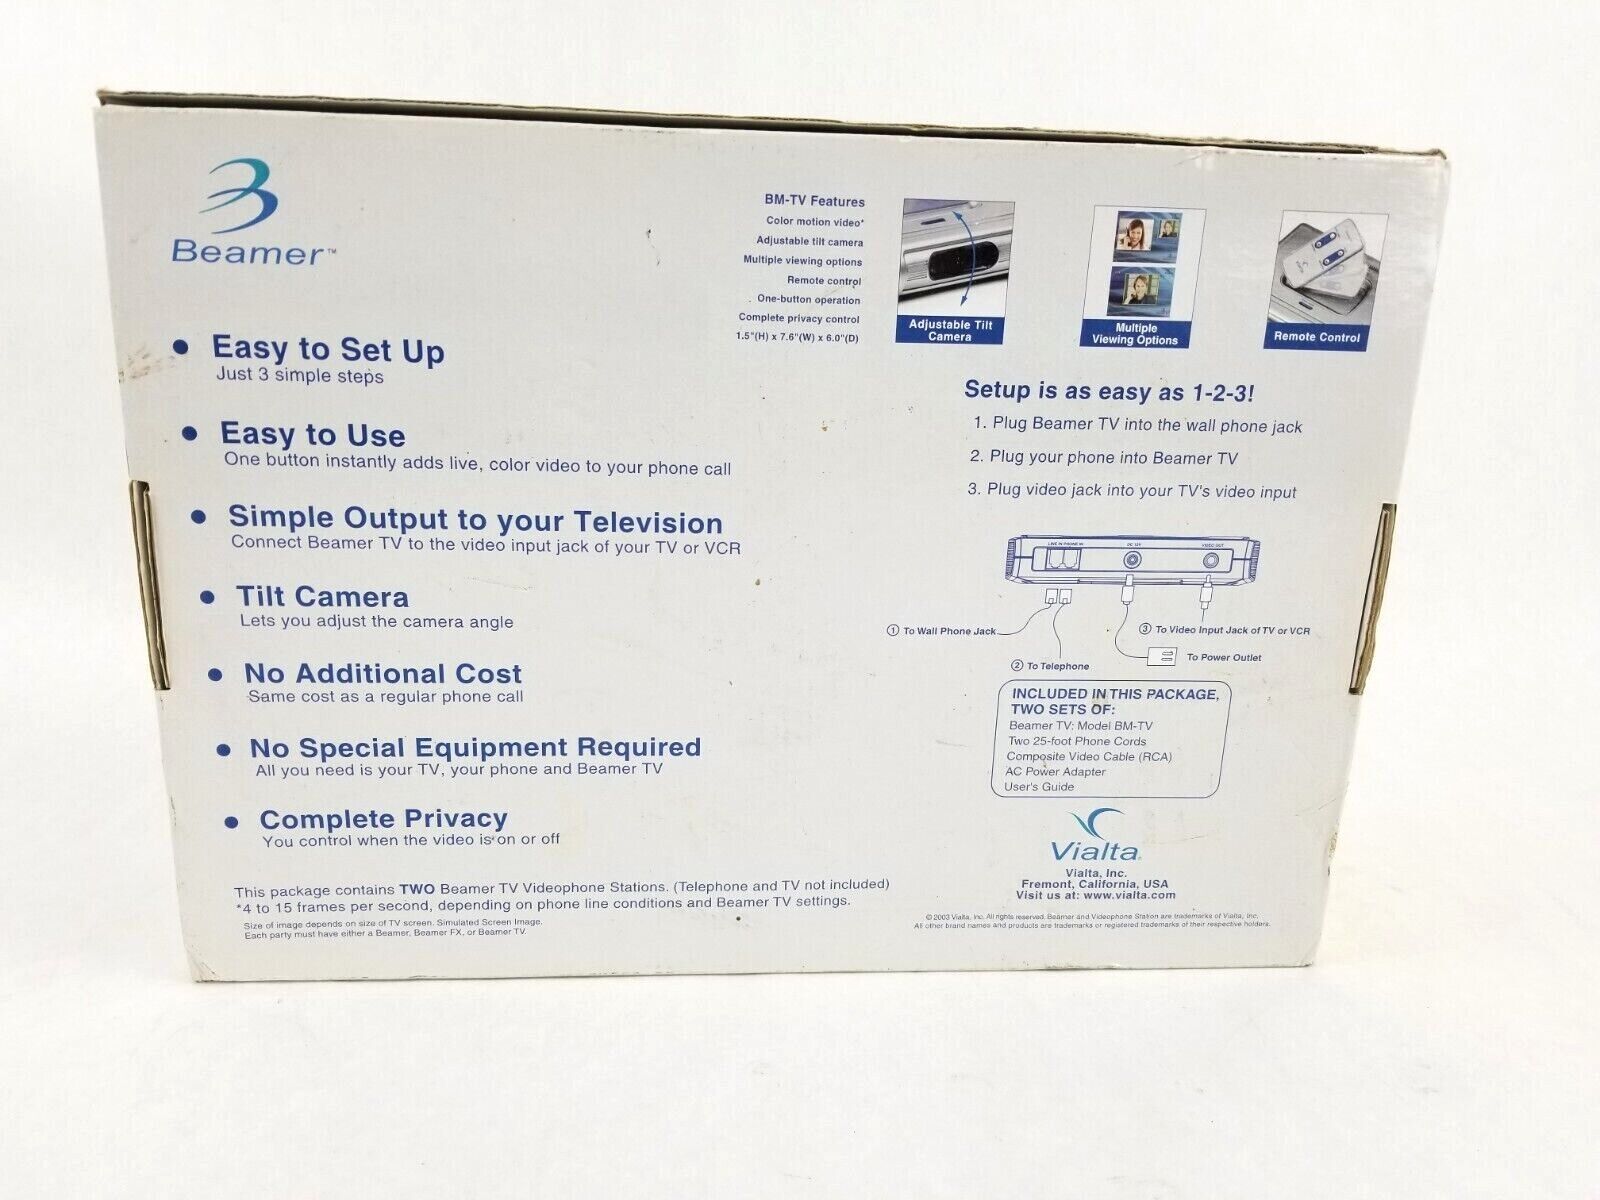 Beamer™
Easy to Set Up
Just 3 simple steps
Easy to Use
One button instantly adds live, color video to your phone call
Simple Output to your Television
Connect Beamer TV to the video input jack of your TV or VCR
Tilt Camera
Lets you adjust the camera angle
No Additional Cost
Same cost as a regular phone call
No Special Equipment Required
All you need is your TV, your phone and Beamer TV
Complete Privacy
You control when the video is on or off
This package contains TWO Beamer TV Videophone Stations. (Telephone and TV not included)
*4 to 15 frames per second, depending on phone line conditions and Beamer TV settings.
Size of image depends on size of TV screen. Simulated Screen Image.
Each party must have either a Beamer, Beamer FX, or Beamer TV.
BM-TV Features
Color motion video*
Adjustable tilt camera
Multiple viewing options
Remote control
One-button operation
Complete privacy control
1.5"(H) x 7.6"(W) x 6.0"(D)
Adjustable Tilt
Camera
Multiple
Viewing Options
Remote Control
Setup is as easy as 1-2-3!
1. Plug Beamer TV into the wall phone jack
2. Plug your phone into Beamer TV
3. Plug video jack into your TV's video input
LINE IN PHONE IN
DC 12V
VIDEO OUT
1 To Wall Phone Jack
3 To Video Input Jack of TV or VCR
To Power Outlet
2 To Telephone
INCLUDED IN THIS PACKAGE,
TWO SETS OF:
Beamer TV: Model BM-TV
Two 25-foot Phone Cords
Composite Video Cable (RCA)
AC Power Adapter
User's Guide
Vialta
Vialta, Inc.
Fremont, California, USA
Visit us at: www.vialta.com
© 2003 Vialta, Inc. All rights reserved. Beamer and Videophone Station are trademarks of Vialta, Inc.
All other brand names and products are trademarks or registered trademarks of their respective holders.